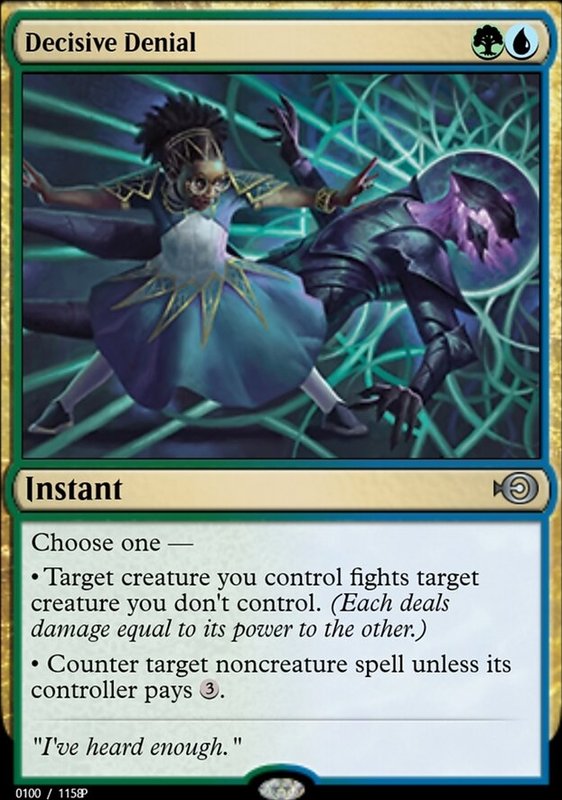 Decisive Denial
Instant
Choose one —
• Target creature you control fights target
creature you don't control. (Each deals
damage equal to its power to the other.)
• Counter target noncreature spell unless its
controller pays 3.
"I've heard enough."
0100 / 1158P